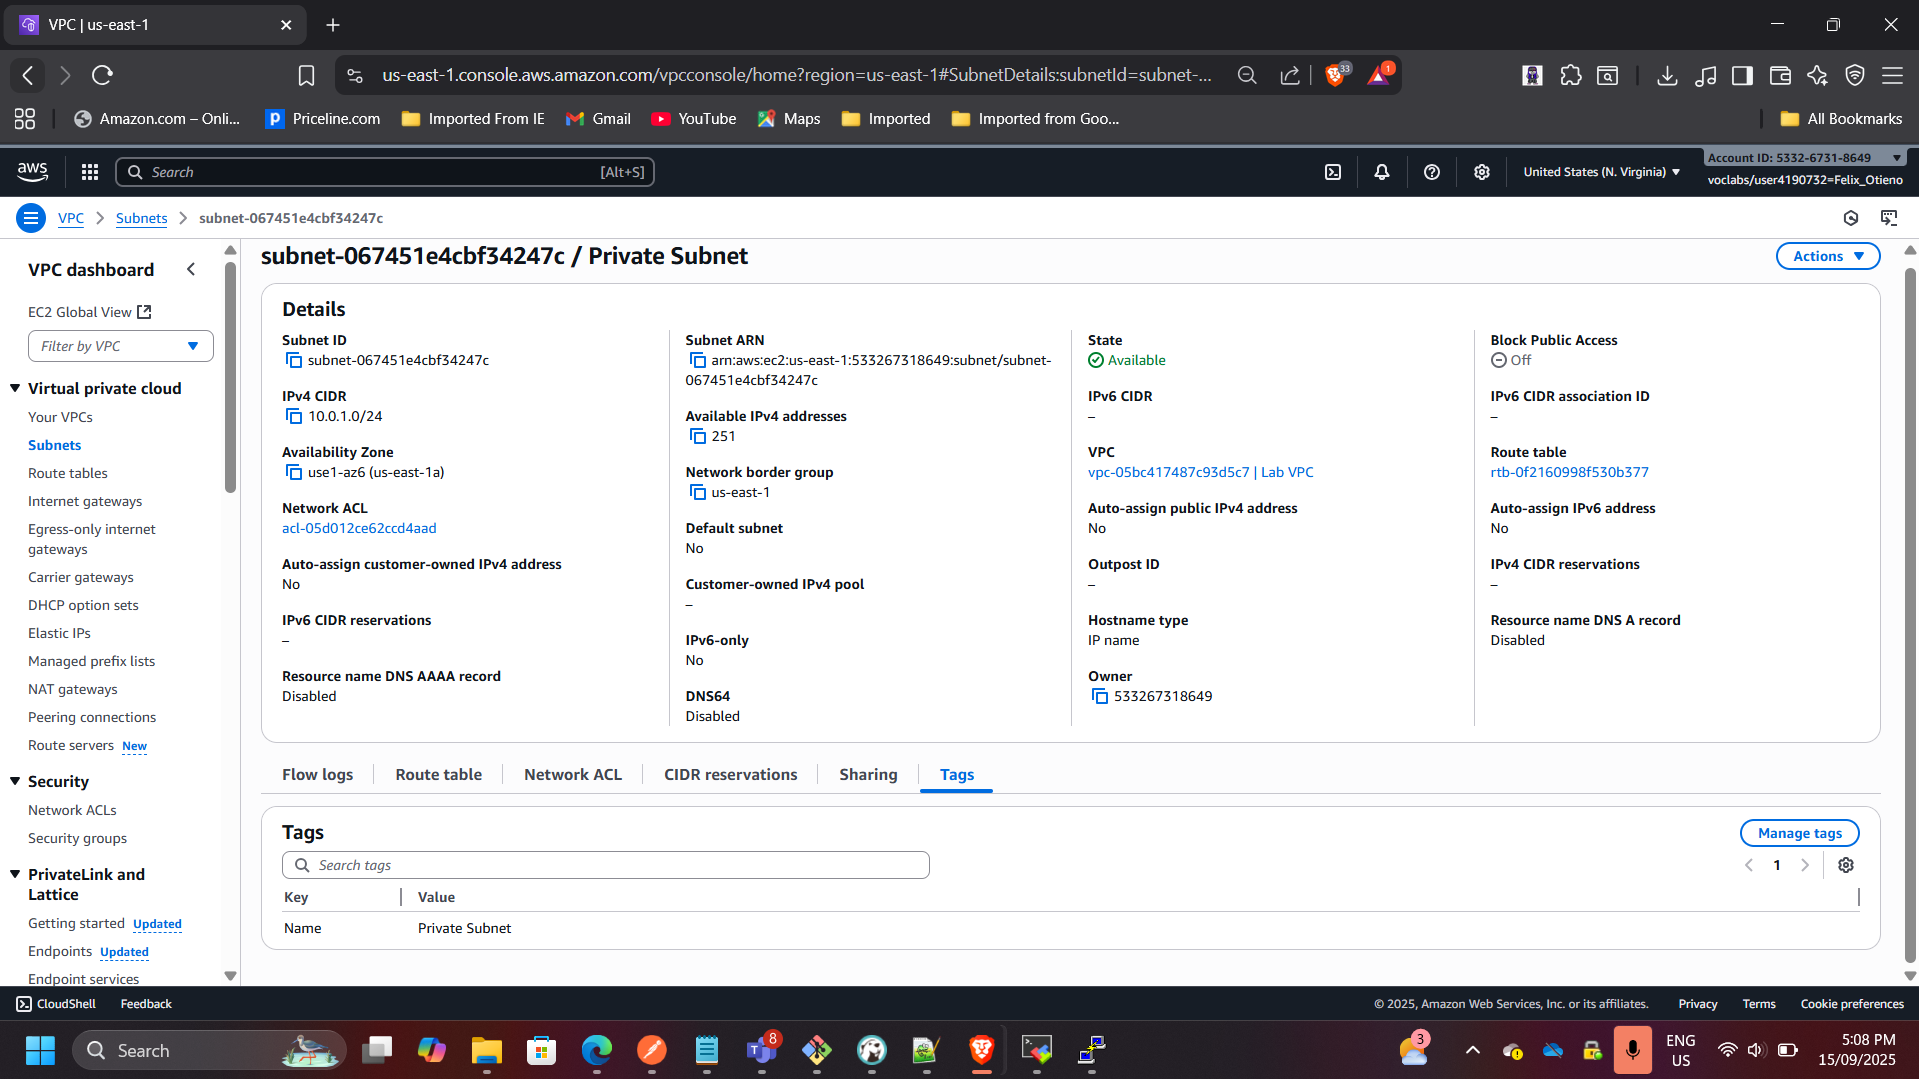 VPC | us-east-1
us-east-1.console.aws.amazon.com/vpcconsole/home?region=us-east-1#SubnetDetails:subnetId=subnet-...
33
1
Amazon.com – Onli...
Priceline.com
Imported From IE
Gmail
YouTube
Maps
Imported
Imported from Goo...
All Bookmarks
aws
Search
[Alt+S]
United States (N. Virginia)
Account ID: 5332-6731-8649
voclabs/user4190732=Felix_Otieno
VPC
Subnets
subnet-067451e4cbf34247c
VPC dashboard
EC2 Global View
Filter by VPC
Virtual private cloud
Your VPCs
Subnets
Route tables
Internet gateways
Egress-only internet
gateways
Carrier gateways
DHCP option sets
Elastic IPs
Managed prefix lists
NAT gateways
Peering connections
Route servers New
Security
Network ACLs
Security groups
PrivateLink and
Lattice
Getting started Updated
Endpoints Updated
Endpoint services
subnet-067451e4cbf34247c / Private Subnet
Actions
Details
Subnet ID
subnet-067451e4cbf34247c
IPv4 CIDR
10.0.1.0/24
Availability Zone
use1-az6 (us-east-1a)
Network ACL
acl-05d012ce62ccd4aad
Auto-assign customer-owned IPv4 address
No
IPv6 CIDR reservations
–
Resource name DNS AAAA record
Disabled
Subnet ARN
arn:aws:ec2:us-east-1:533267318649:subnet/subnet-
067451e4cbf34247c
Available IPv4 addresses
251
Network border group
us-east-1
Default subnet
No
Customer-owned IPv4 pool
–
IPv6-only
No
DNS64
Disabled
State
Available
IPv6 CIDR
–
VPC
vpc-05bc417487c93d5c7 | Lab VPC
Auto-assign public IPv4 address
No
Outpost ID
–
Hostname type
IP name
Owner
533267318649
Block Public Access
Off
IPv6 CIDR association ID
–
Route table
rtb-0f2160998f530b377
Auto-assign IPv6 address
No
IPv4 CIDR reservations
–
Resource name DNS A record
Disabled
Flow logs
Route table
Network ACL
CIDR reservations
Sharing
Tags
Tags
Manage tags
Search tags
1
Key
Value
Name
Private Subnet
CloudShell
Feedback
© 2025, Amazon Web Services, Inc. or its affiliates.
Privacy
Terms
Cookie preferences
Search
8
3
ENG
US
5:08 PM
15/09/2025